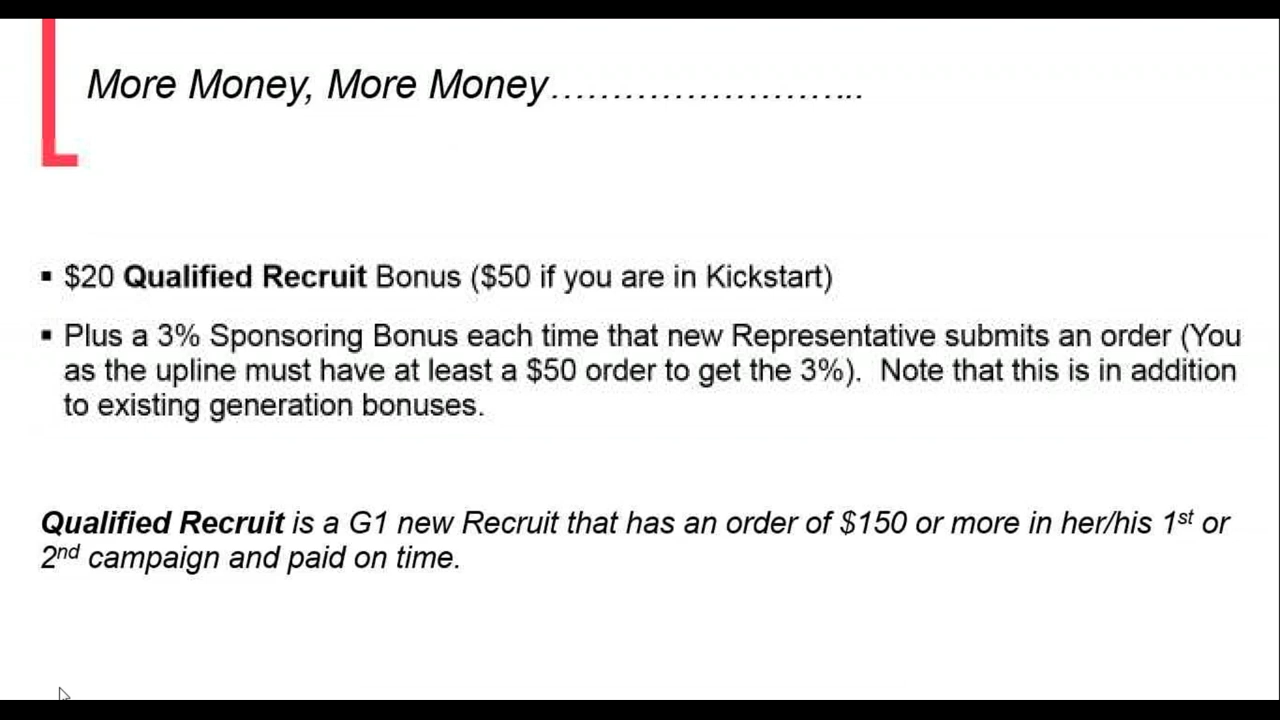 More Money, More Money……………………..
▪ $20 Qualified Recruit Bonus ($50 if you are in Kickstart)
▪ Plus a 3% Sponsoring Bonus each time that new Representative submits an order (You
as the upline must have at least a $50 order to get the 3%).  Note that this is in addition
to existing generation bonuses.
Qualified Recruit is a G1 new Recruit that has an order of $150 or more in her/his 1st or
2nd campaign and paid on time.